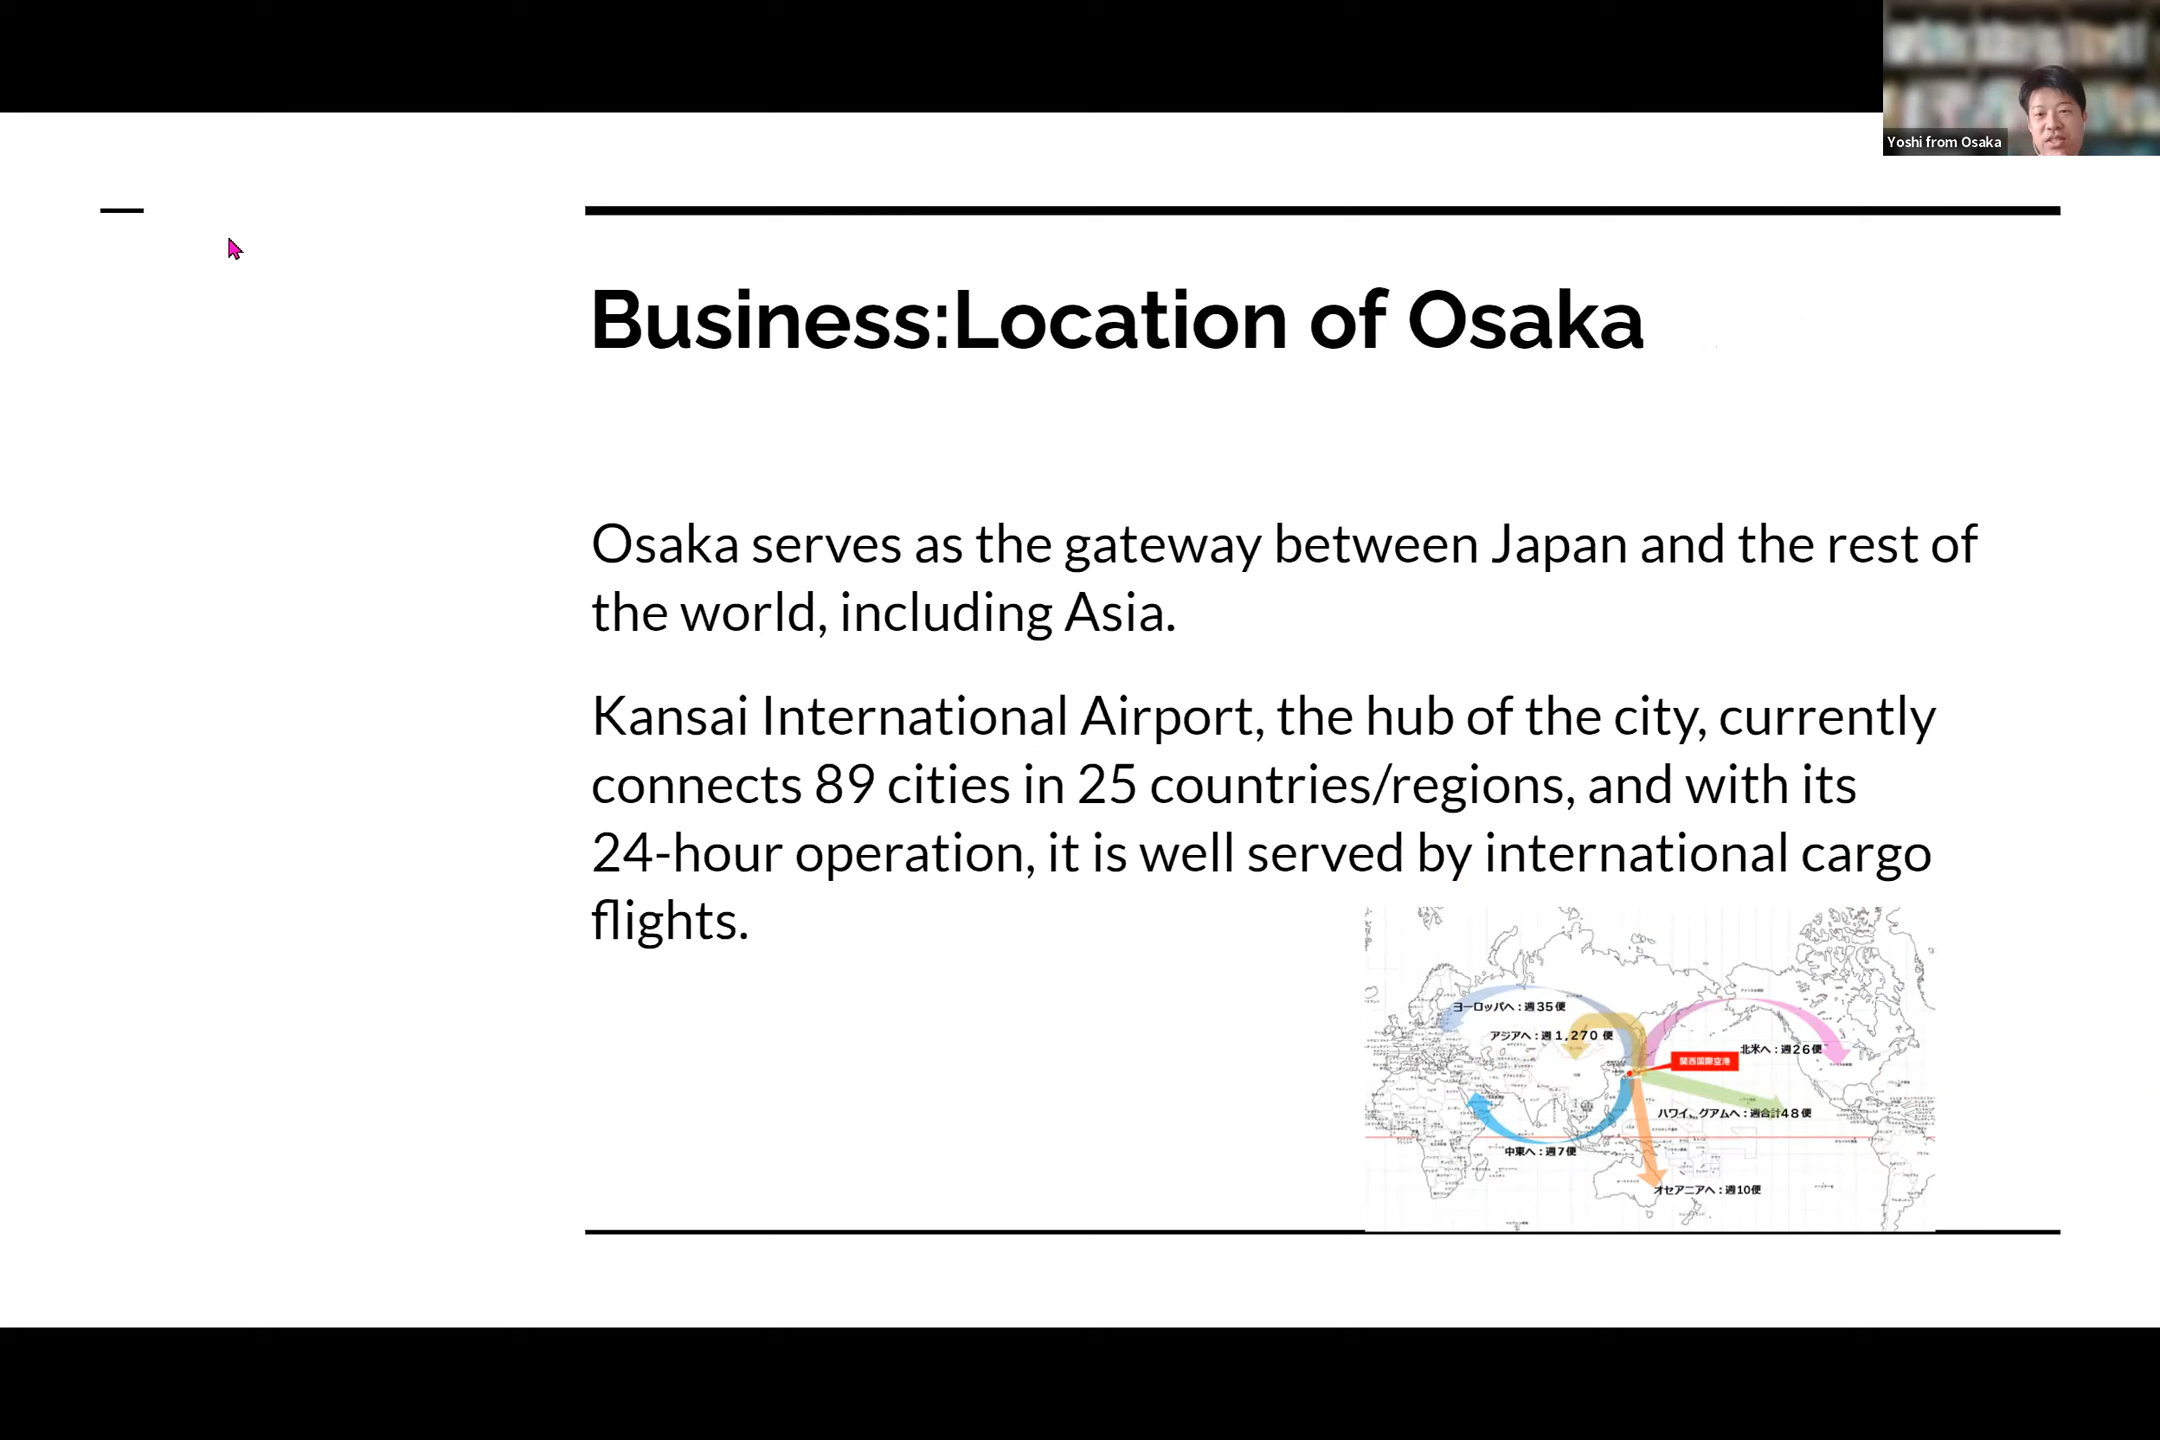 Yoshi from Osaka
Business:Location of Osaka
Osaka serves as the gateway between Japan and the rest of
the world, including Asia.
Kansai International Airport, the hub of the city, currently
connects 89 cities in 25 countries/regions, and with its
24-hour operation, it is well served by international cargo
flights.
ヨーロッパへ:週35便
アジアへ:週1,270便
北米へ:週26便
関西国際空港
ハワイ、グアムへ:週合計48便
中東へ:週7便
オセアニアへ:週10便